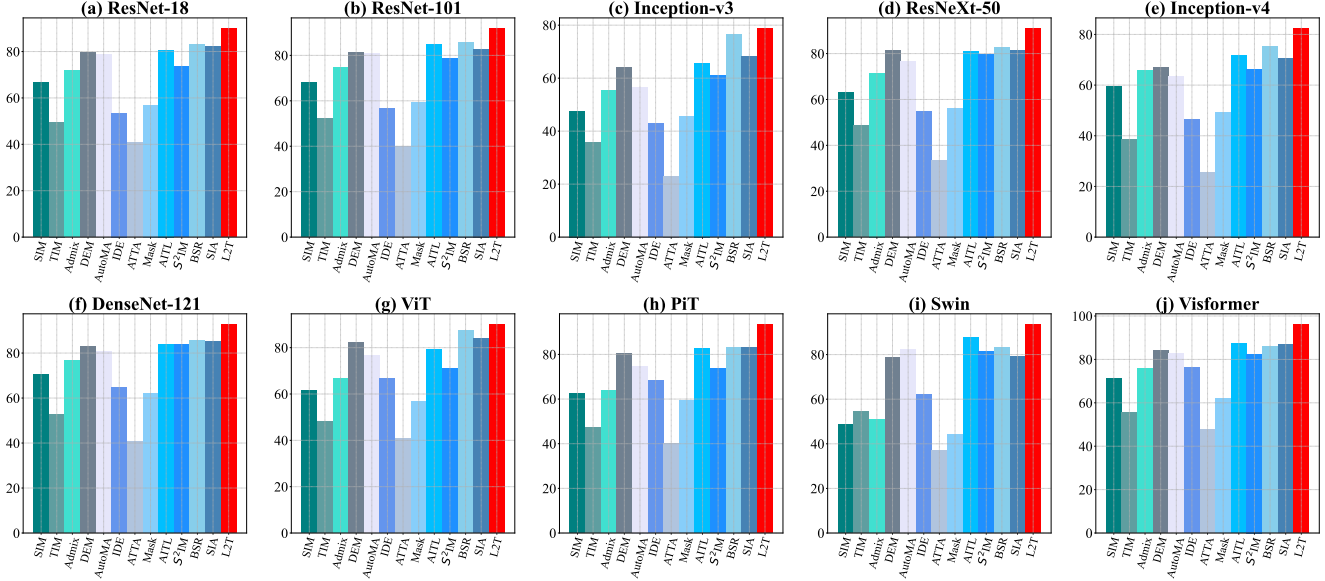 (a) ResNet-18
80
60
40
20
0
SIM TIM Admix DEM AutoMA IDE ATTA Mask AITL S²IM BSR SIA L2T
(b) ResNet-101
80
60
40
20
0
SIM TIM Admix DEM AutoMA IDE ATTA Mask AITL S²IM BSR SIA L2T
(c) Inception-v3
80
60
40
20
0
SIM TIM Admix DEM AutoMA IDE ATTA Mask AITL S²IM BSR SIA L2T
(d) ResNeXt-50
80
60
40
20
0
SIM TIM Admix DEM AutoMA IDE ATTA Mask AITL S²IM BSR SIA L2T
(e) Inception-v4
80
60
40
20
0
SIM TIM Admix DEM AutoMA IDE ATTA Mask AITL S²IM BSR SIA L2T
(f) DenseNet-121
80
60
40
20
0
SIM TIM Admix DEM AutoMA IDE ATTA Mask AITL S²IM BSR SIA L2T
(g) ViT
80
60
40
20
0
SIM TIM Admix DEM AutoMA IDE ATTA Mask AITL S²IM BSR SIA L2T
(h) PiT
80
60
40
20
0
SIM TIM Admix DEM AutoMA IDE ATTA Mask AITL S²IM BSR SIA L2T
(i) Swin
80
60
40
20
0
SIM TIM Admix DEM AutoMA IDE ATTA Mask AITL S²IM BSR SIA L2T
(j) Visformer
100
80
60
40
20
0
SIM TIM Admix DEM AutoMA IDE ATTA Mask AITL S²IM BSR SIA L2T